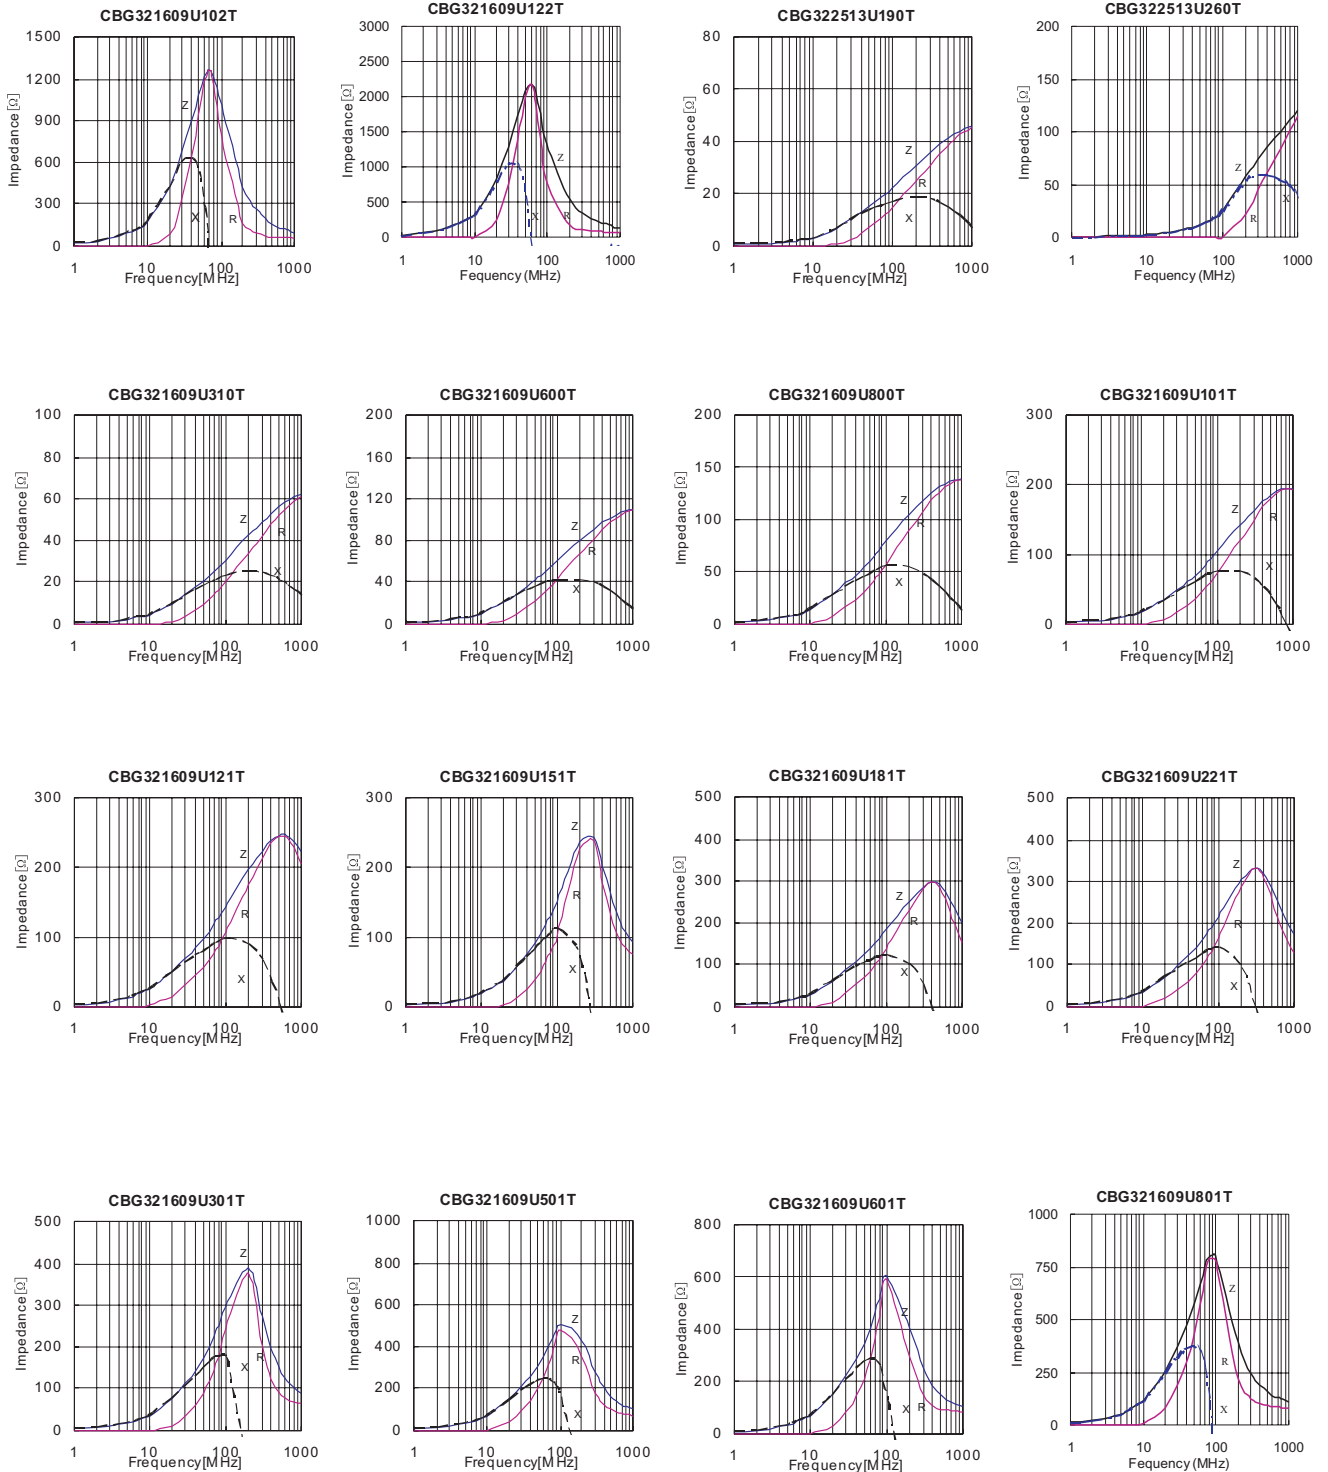 CBG321609U102T
1500
1200
900
600
300
0
Impedance[Ω]
Z
X
R
1 10 100 1000
Frequency[MHz]
CBG321609U122T
3000
2500
2000
1500
1000
500
0
Impedance[Ω]
Z
X
R
1 10 100 1000
Fequency(MHz)
CBG322513U190T
80
60
40
20
0
Impedance[Ω]
Z
R
X
1 10 100 1000
Frequency[MHz]
CBG322513U260T
200
150
100
50
0
Impedance[Ω]
Z
R
X
1 10 100 1000
Fequency(MHz)
CBG321609U310T
100
80
60
40
20
0
Impedance[Ω]
Z
R
X
1 10 100 1000
Frequency[MHz]
CBG321609U600T
200
160
120
80
40
0
Impedance[Ω]
Z
R
X
1 10 100 1000
Frequency[MHz]
CBG321609U800T
200
150
100
50
0
Impedance[Ω]
Z
R
X
1 10 100 1000
Frequency[MHz]
CBG321609U101T
300
200
100
0
Impedance[Ω]
Z
R
X
1 10 100 1000
Frequency[MHz]
CBG321609U121T
300
200
100
0
Impedance[Ω]
Z
R
X
1 10 100 1000
Frequency[MHz]
CBG321609U151T
300
200
100
0
Impedance[Ω]
Z
R
X
1 10 100 1000
Frequency[MHz]
CBG321609U181T
500
400
300
200
100
0
Impedance[Ω]
Z
R
X
1 10 100 1000
Frequency[MHz]
CBG321609U221T
500
400
300
200
100
0
Impedance[Ω]
Z
R
X
1 10 100 1000
Frequency[MHz]
CBG321609U301T
500
400
300
200
100
0
Impedance[Ω]
Z
X
R
1 10 100 1000
Frequency[MHz]
CBG321609U501T
1000
800
600
400
200
0
Impedance[Ω]
Z
R
X
1 10 100 1000
Frequency[MHz]
CBG321609U601T
800
600
400
200
0
Impedance[Ω]
Z
X
R
1 10 100 1000
Frequency[MHz]
CBG321609U801T
1000
750
500
250
0
Impedance[Ω]
Z
R
X
1 10 100 1000
Fequency(MHz)